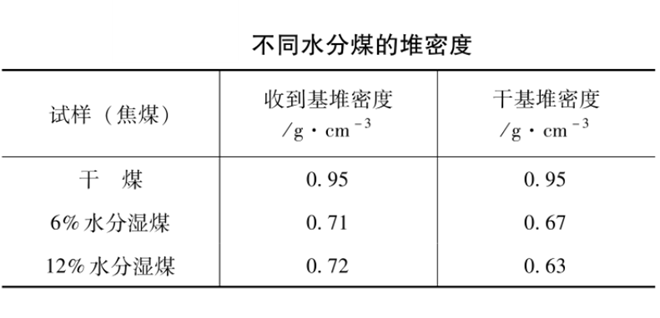 不同水分煤的堆密度
试样（焦煤） 收到基堆密度 /g·cm⁻³ 干基堆密度 /g·cm⁻³
干 煤 0.95 0.95
6%水分湿煤 0.71 0.67
12%水分湿煤 0.72 0.63